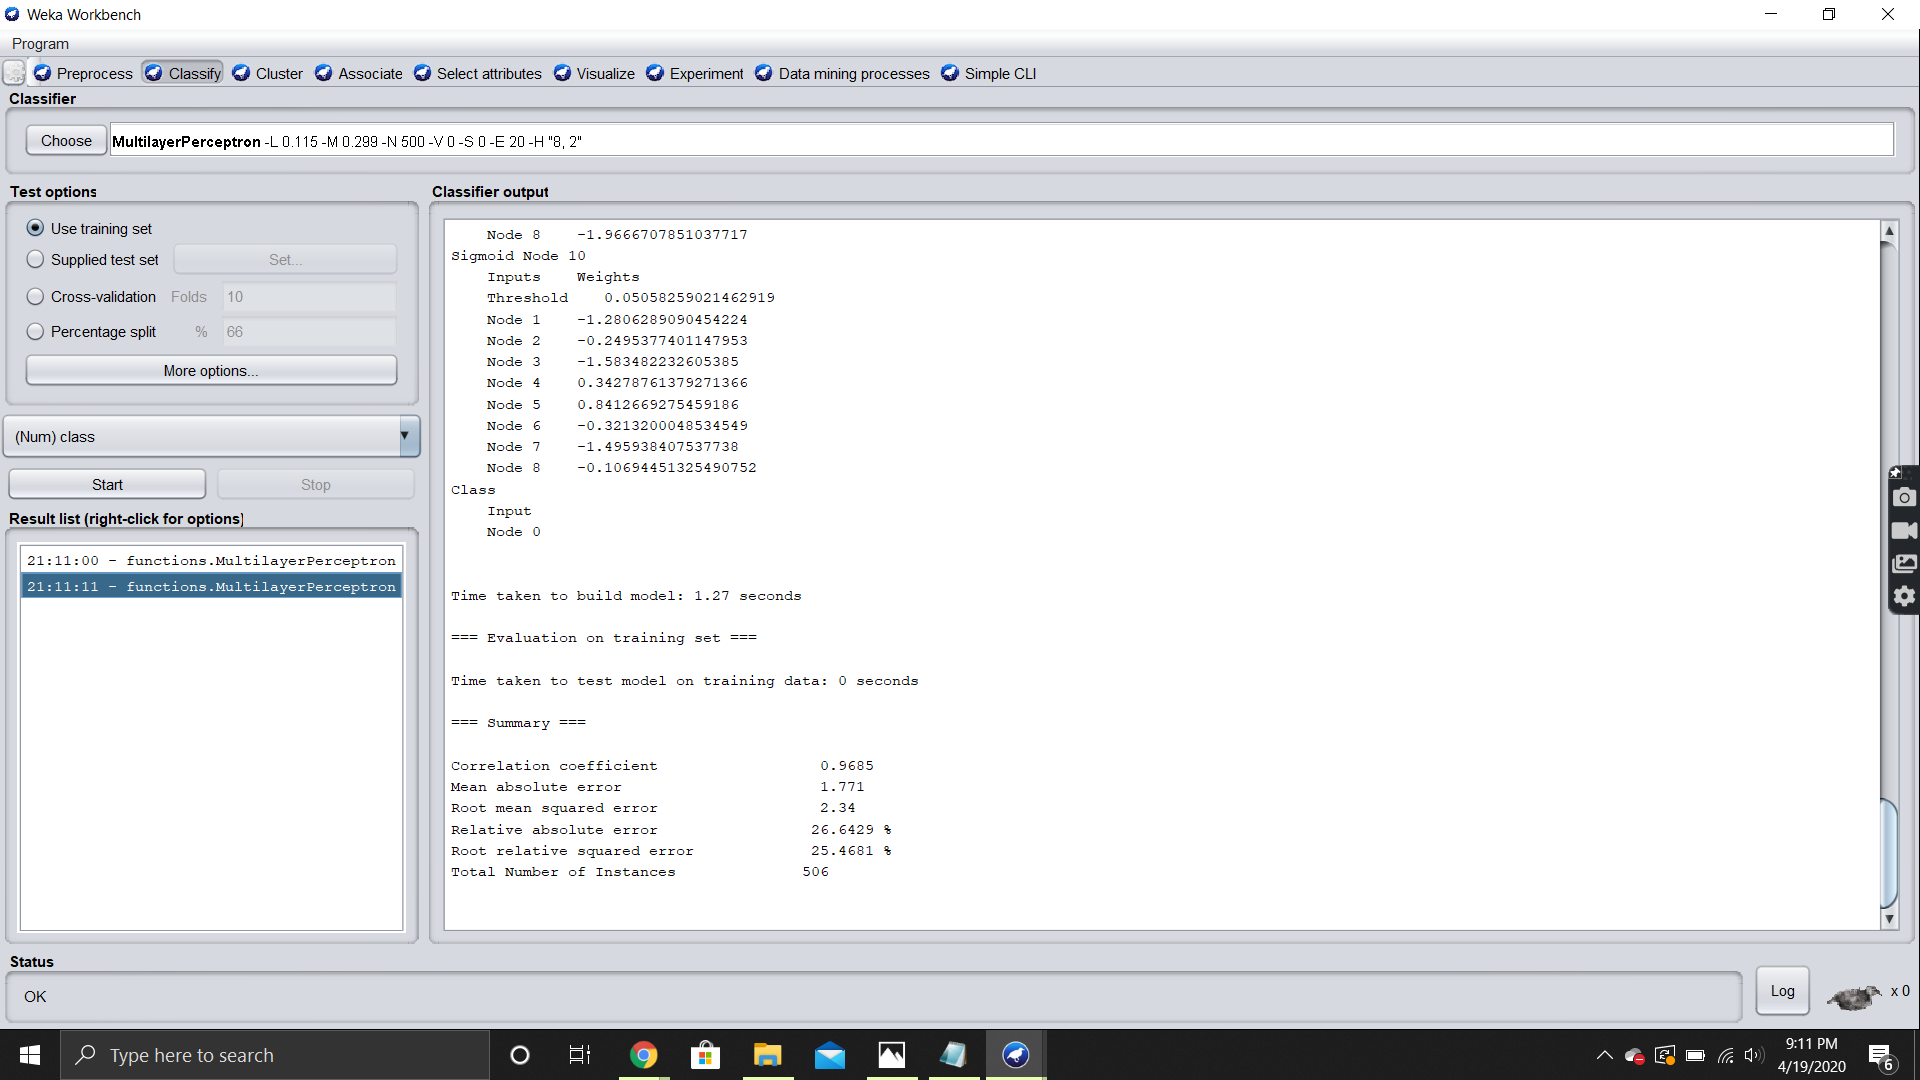 Weka Workbench
Program
Preprocess Classify Cluster Associate Select attributes Visualize Experiment Data mining processes Simple CLI
Classifier
Choose MultilayerPerceptron -L 0.115 -M 0.299 -N 500 -V 0 -S 0 -E 20 -H "8, 2"
Test options
Use training set
Supplied test set Set...
Cross-validation Folds 10
Percentage split % 66
More options...
(Num) class
Start Stop
Result list (right-click for options)
21:11:00 - functions.MultilayerPerceptron
21:11:11 - functions.MultilayerPerceptron
Classifier output
Node 8 -1.9666707851037717
Sigmoid Node 10
Inputs Weights
Threshold 0.05058259021462919
Node 1 -1.2806289090454224
Node 2 -0.2495377401147953
Node 3 -1.583482232605385
Node 4 0.34278761379271366
Node 5 0.8412669275459186
Node 6 -0.3213200048534549
Node 7 -1.495938407537738
Node 8 -0.10694451325490752
Class
Input
Node 0
Time taken to build model: 1.27 seconds
=== Evaluation on training set ===
Time taken to test model on training data: 0 seconds
=== Summary ===
Correlation coefficient 0.9685
Mean absolute error 1.771
Root mean squared error 2.34
Relative absolute error 26.6429 %
Root relative squared error 25.4681 %
Total Number of Instances 506
Status
OK
Log
x 0
Type here to search
9:11 PM
4/19/2020
6